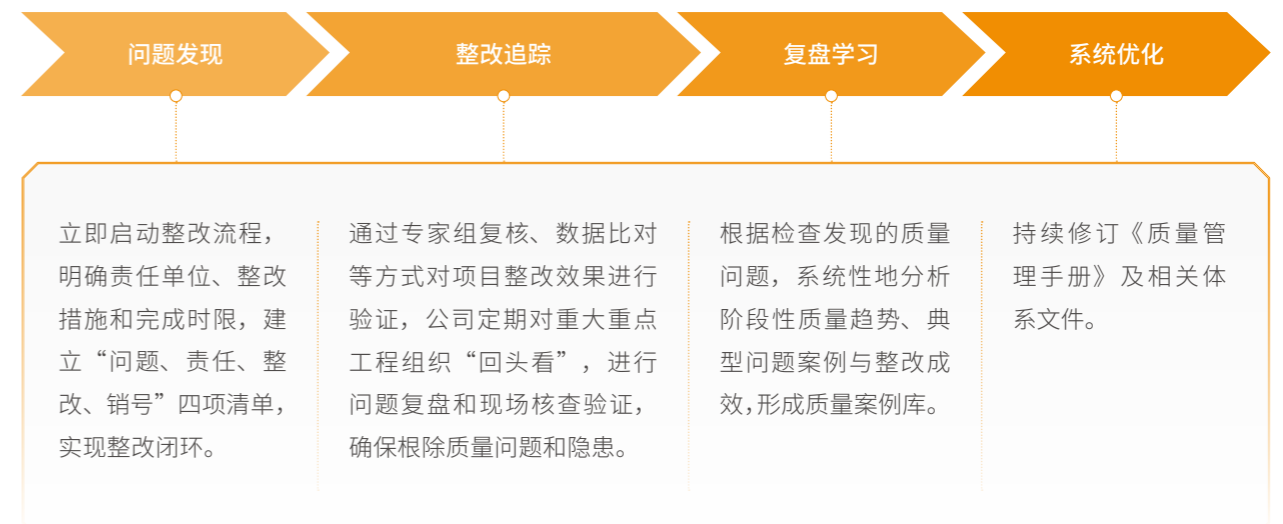 问题发现
整改追踪
复盘学习
系统优化
立即启动整改流程，
明确责任单位、整改
措施和完成时限，建
立“问题、责任、整
改、销号”四项清单，
实现整改闭环。
通过专家组复核、数据比对
等方式对项目整改效果进行
验证，公司定期对重大重点
工程组织“回头看”，进行
问题复盘和现场核查验证，
确保根除质量问题和隐患。
根据检查发现的质量
问题，系统性地分析
阶段性质量趋势、典
型问题案例与整改成
效，形成质量案例库。
持续修订《质量管
理手册》及相关体
系文件。